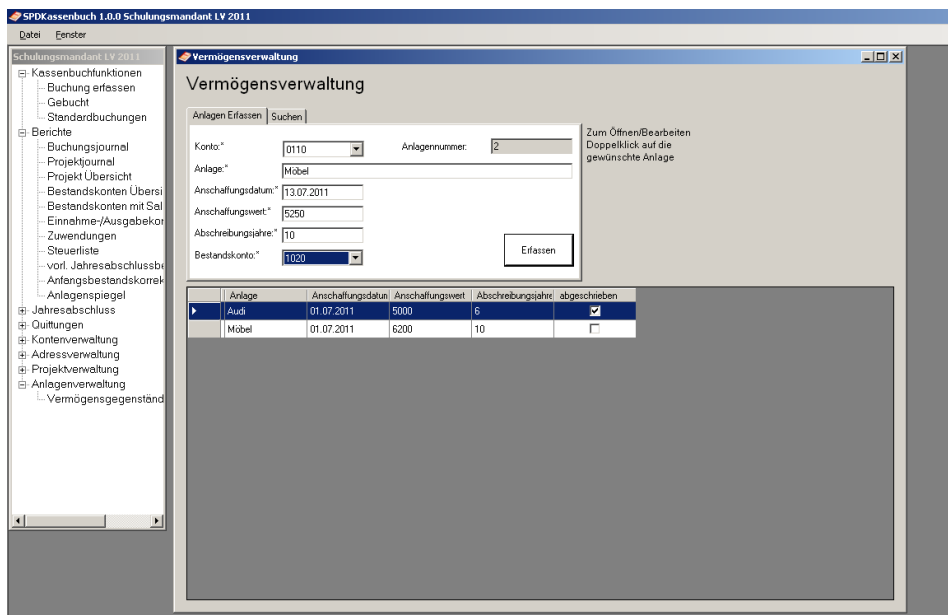 SPDKassenbuch 1.0.0 Schulungsmandant LV 2011
Datei Fenster
Schulungsmandant LV 2011
Kassenbuchfunktionen
Buchung erfassen
Gebucht
Standardbuchungen
Berichte
Buchungsjournal
Projektjournal
Projekt Übersicht
Bestandskonten Übersi
Bestandskonten mit Sal
Einnahme-/Ausgabekor
Zuwendungen
Steuerliste
vorl. Jahresabschlussbe
Anfangsbestandskorrek
Anlagenspiegel
Jahresabschluss
Quittungen
Kontenverwaltung
Adressverwaltung
Projektverwaltung
Anlagenverwaltung
Vermögensgegenständ
Vermögensverwaltung
Vermögensverwaltung
Anlagen Erfassen Suchen
Konto:* 0110 Anlagennummer: 2
Anlage:* Möbel
Anschaffungsdatum:* 13.07.2011
Anschaffungswert:* 5250
Abschreibungsjahre:* 10
Bestandskonto:* 1020
Erfassen
Zum Öffnen/Bearbeiten
Doppelklick auf die
gewünschte Anlage
Anlage Anschaffungsdatun Anschaffungswert Abschreibungsjahre abgeschrieben
Audi 01.07.2011 5000 6
Möbel 01.07.2011 6200 10